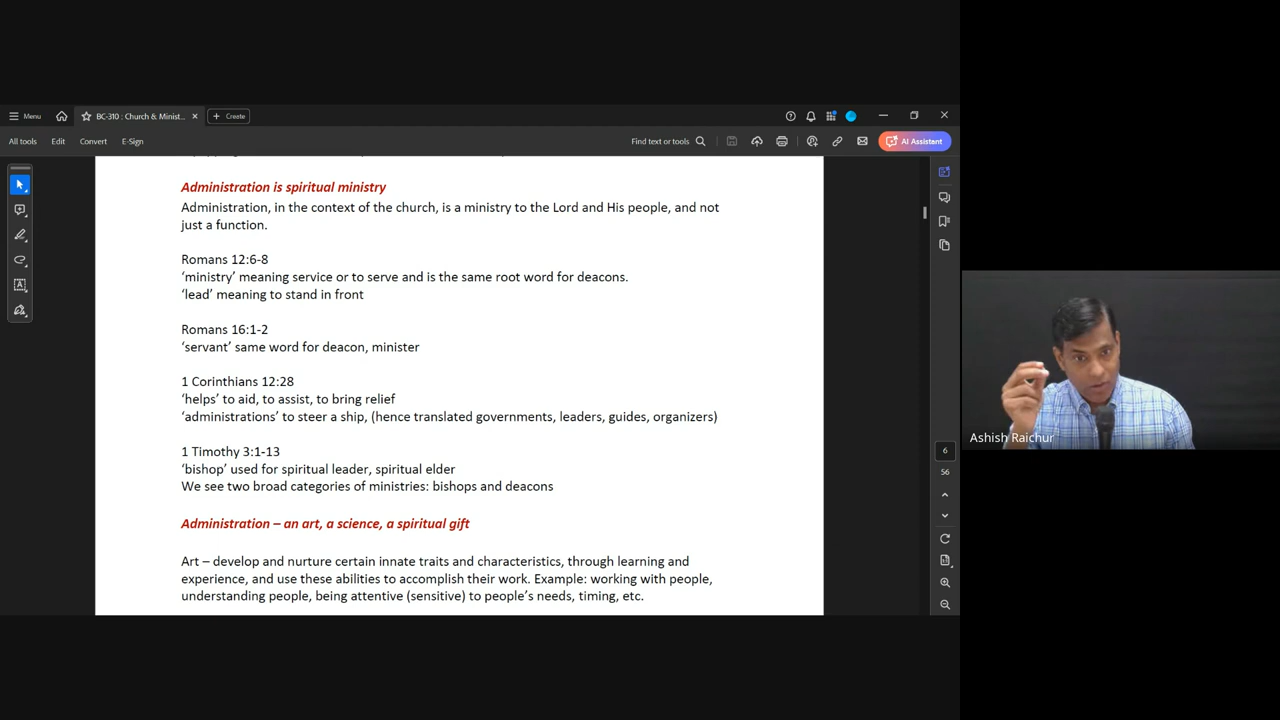 Menu
BC-310 : Church & Minist...
Create
All tools
Edit
Convert
E-Sign
Find text or tools
AI Assistant
Administration is spiritual ministry
Administration, in the context of the church, is a ministry to the Lord and His people, and not
just a function.
Romans 12:6-8
‘ministry’ meaning service or to serve and is the same root word for deacons.
‘lead’ meaning to stand in front
Romans 16:1-2
‘servant’ same word for deacon, minister
1 Corinthians 12:28
‘helps’ to aid, to assist, to bring relief
‘administrations’ to steer a ship, (hence translated governments, leaders, guides, organizers)
1 Timothy 3:1-13
‘bishop’ used for spiritual leader, spiritual elder
We see two broad categories of ministries: bishops and deacons
Administration – an art, a science, a spiritual gift
Art – develop and nurture certain innate traits and characteristics, through learning and
experience, and use these abilities to accomplish their work. Example: working with people,
understanding people, being attentive (sensitive) to people’s needs, timing, etc.
6
56
Ashish Raichur